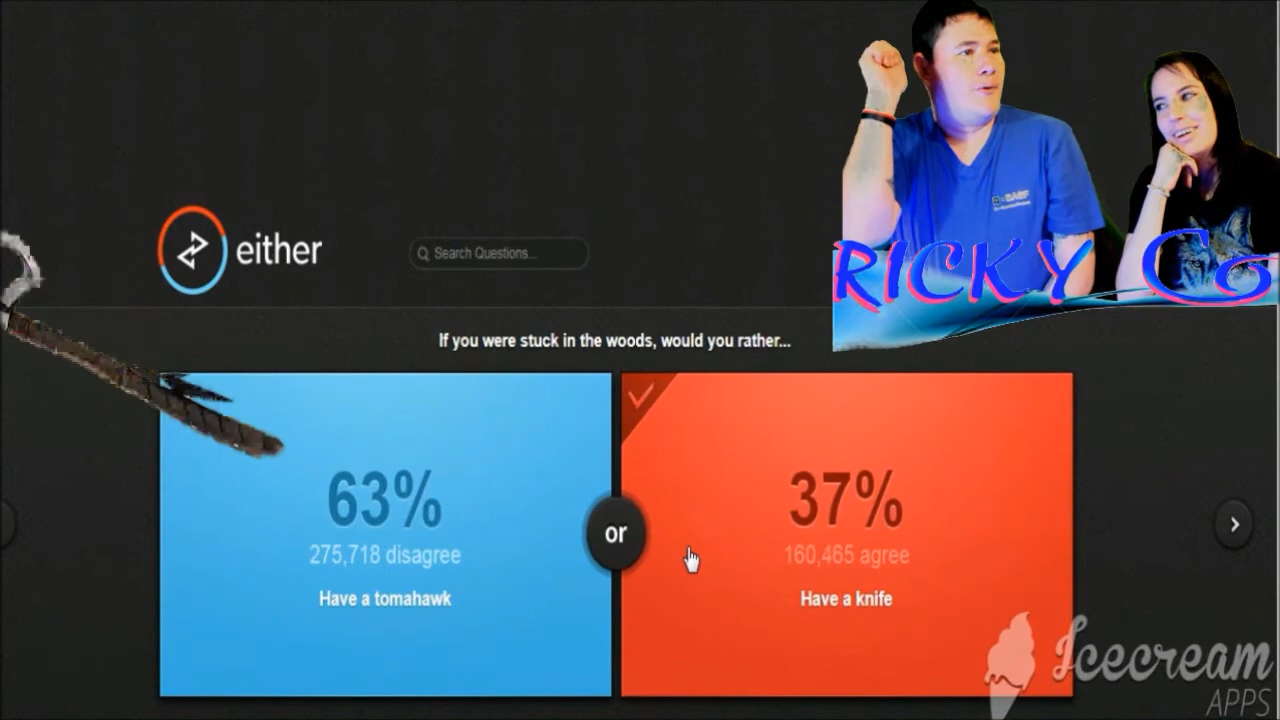 either
Search Questions...
RICKY Co
If you were stuck in the woods, would you rather...
63%
275,718 disagree
Have a tomahawk
or
37%
160,465 agree
Have a knife
Icecream
APPS